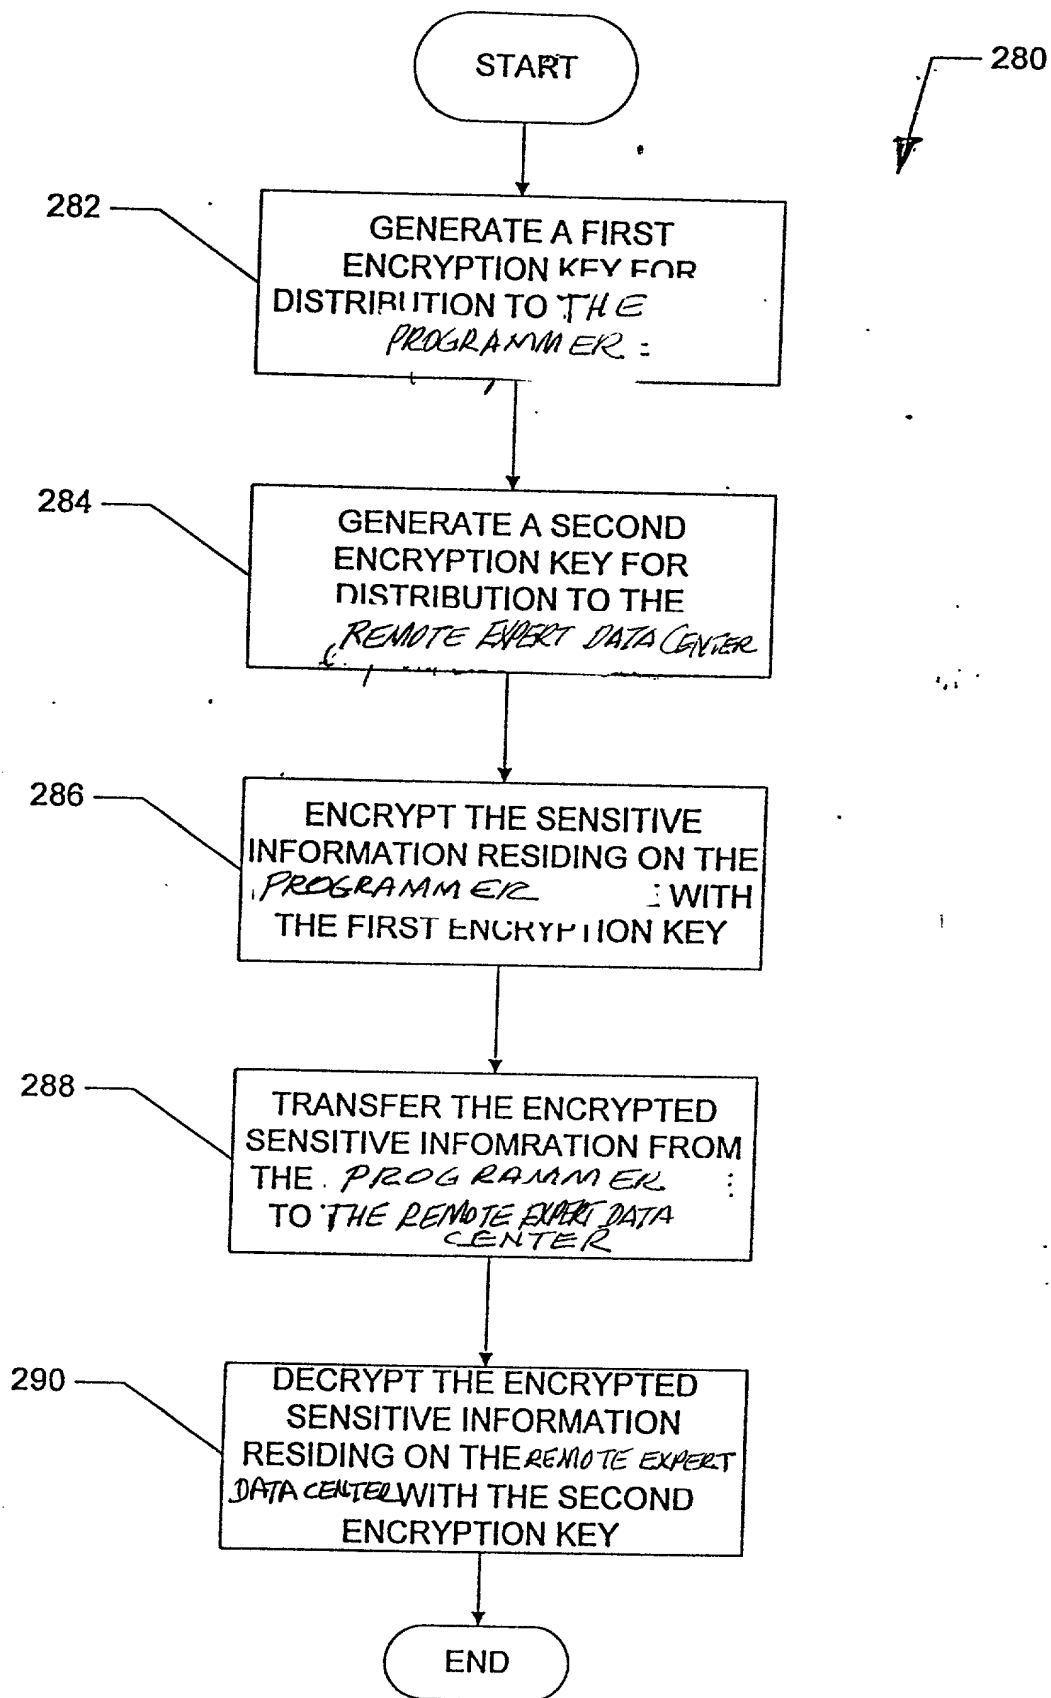 START
280
282
GENERATE A FIRST
ENCRYPTION KEY FOR
DISTRIBUTION TO THE
PROGRAMMER
284
GENERATE A SECOND
ENCRYPTION KEY FOR
DISTRIBUTION TO THE
REMOTE EXPERT DATA CENTER
286
ENCRYPT THE SENSITIVE
INFORMATION RESIDING ON THE
PROGRAMMER WITH
THE FIRST ENCRYPTION KEY
288
TRANSFER THE ENCRYPTED
SENSITIVE INFOMRATION FROM
THE PROGRAMMER
TO THE REMOTE EXPERT DATA
CENTER
290
DECRYPT THE ENCRYPTED
SENSITIVE INFORMATION
RESIDING ON THE REMOTE EXPERT
DATA CENTER WITH THE SECOND
ENCRYPTION KEY
END